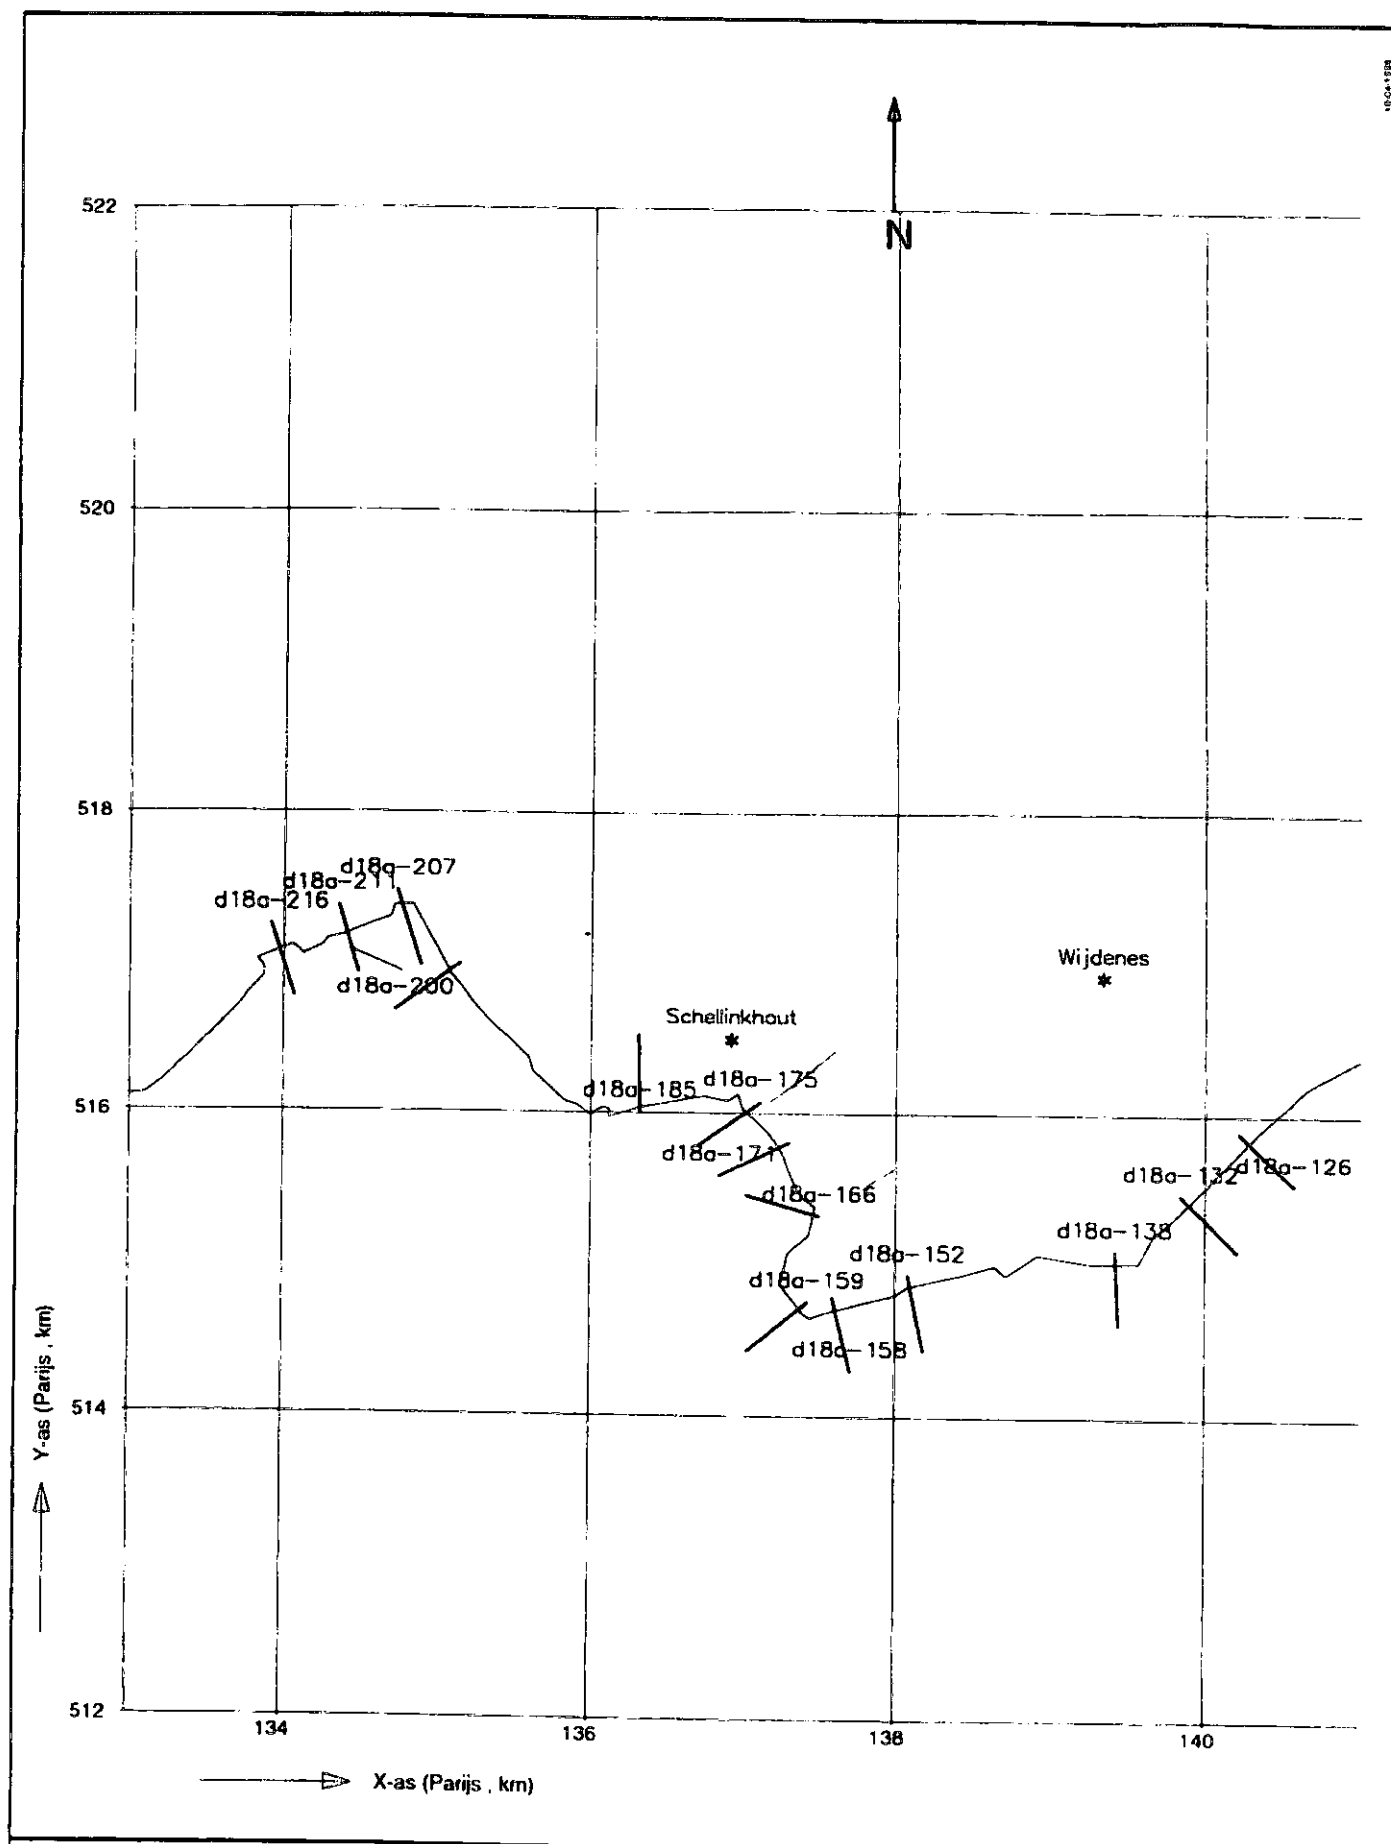 N
522
520
518
d18a-207
d18a-211
d18a-216
Wijdenes
d18a-200
Schellinkhout
516
d18a-185
d18a-175
d18a-171
d18a-132
d18a-126
d18a-166
d18a-138
d18a-152
d18a-159
d18a-158
514
Y-as (Parijs , km)
512
134
136
138
140
X-as (Parijs , km)